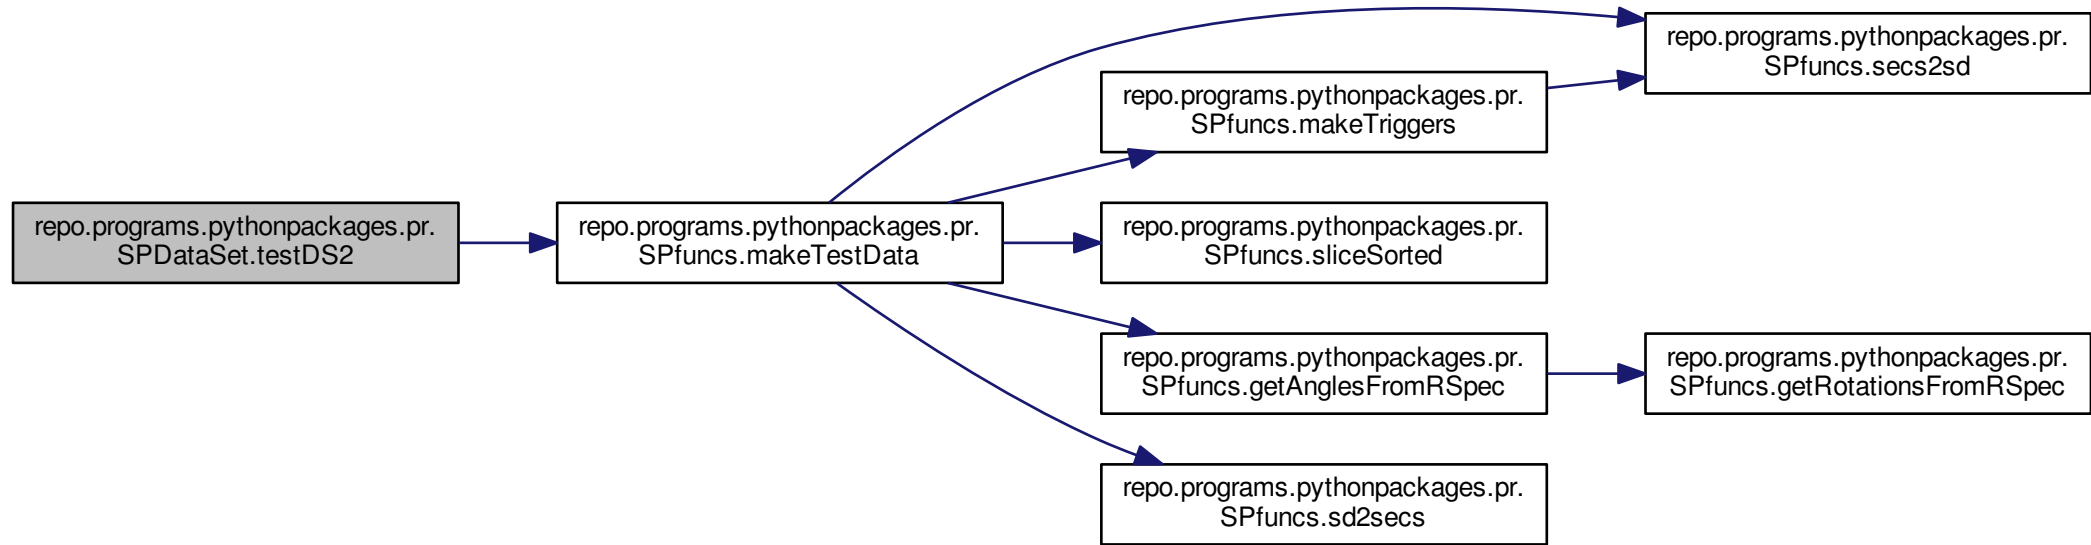 repo.programs.pythonpackages.pr.
SPDataSet.testDS2
repo.programs.pythonpackages.pr.
SPfuncs.makeTestData
repo.programs.pythonpackages.pr.
SPfuncs.secs2sd
repo.programs.pythonpackages.pr.
SPfuncs.makeTriggers
repo.programs.pythonpackages.pr.
SPfuncs.sliceSorted
repo.programs.pythonpackages.pr.
SPfuncs.getAnglesFromRSpec
repo.programs.pythonpackages.pr.
SPfuncs.getRotationsFromRSpec
repo.programs.pythonpackages.pr.
SPfuncs.sd2secs